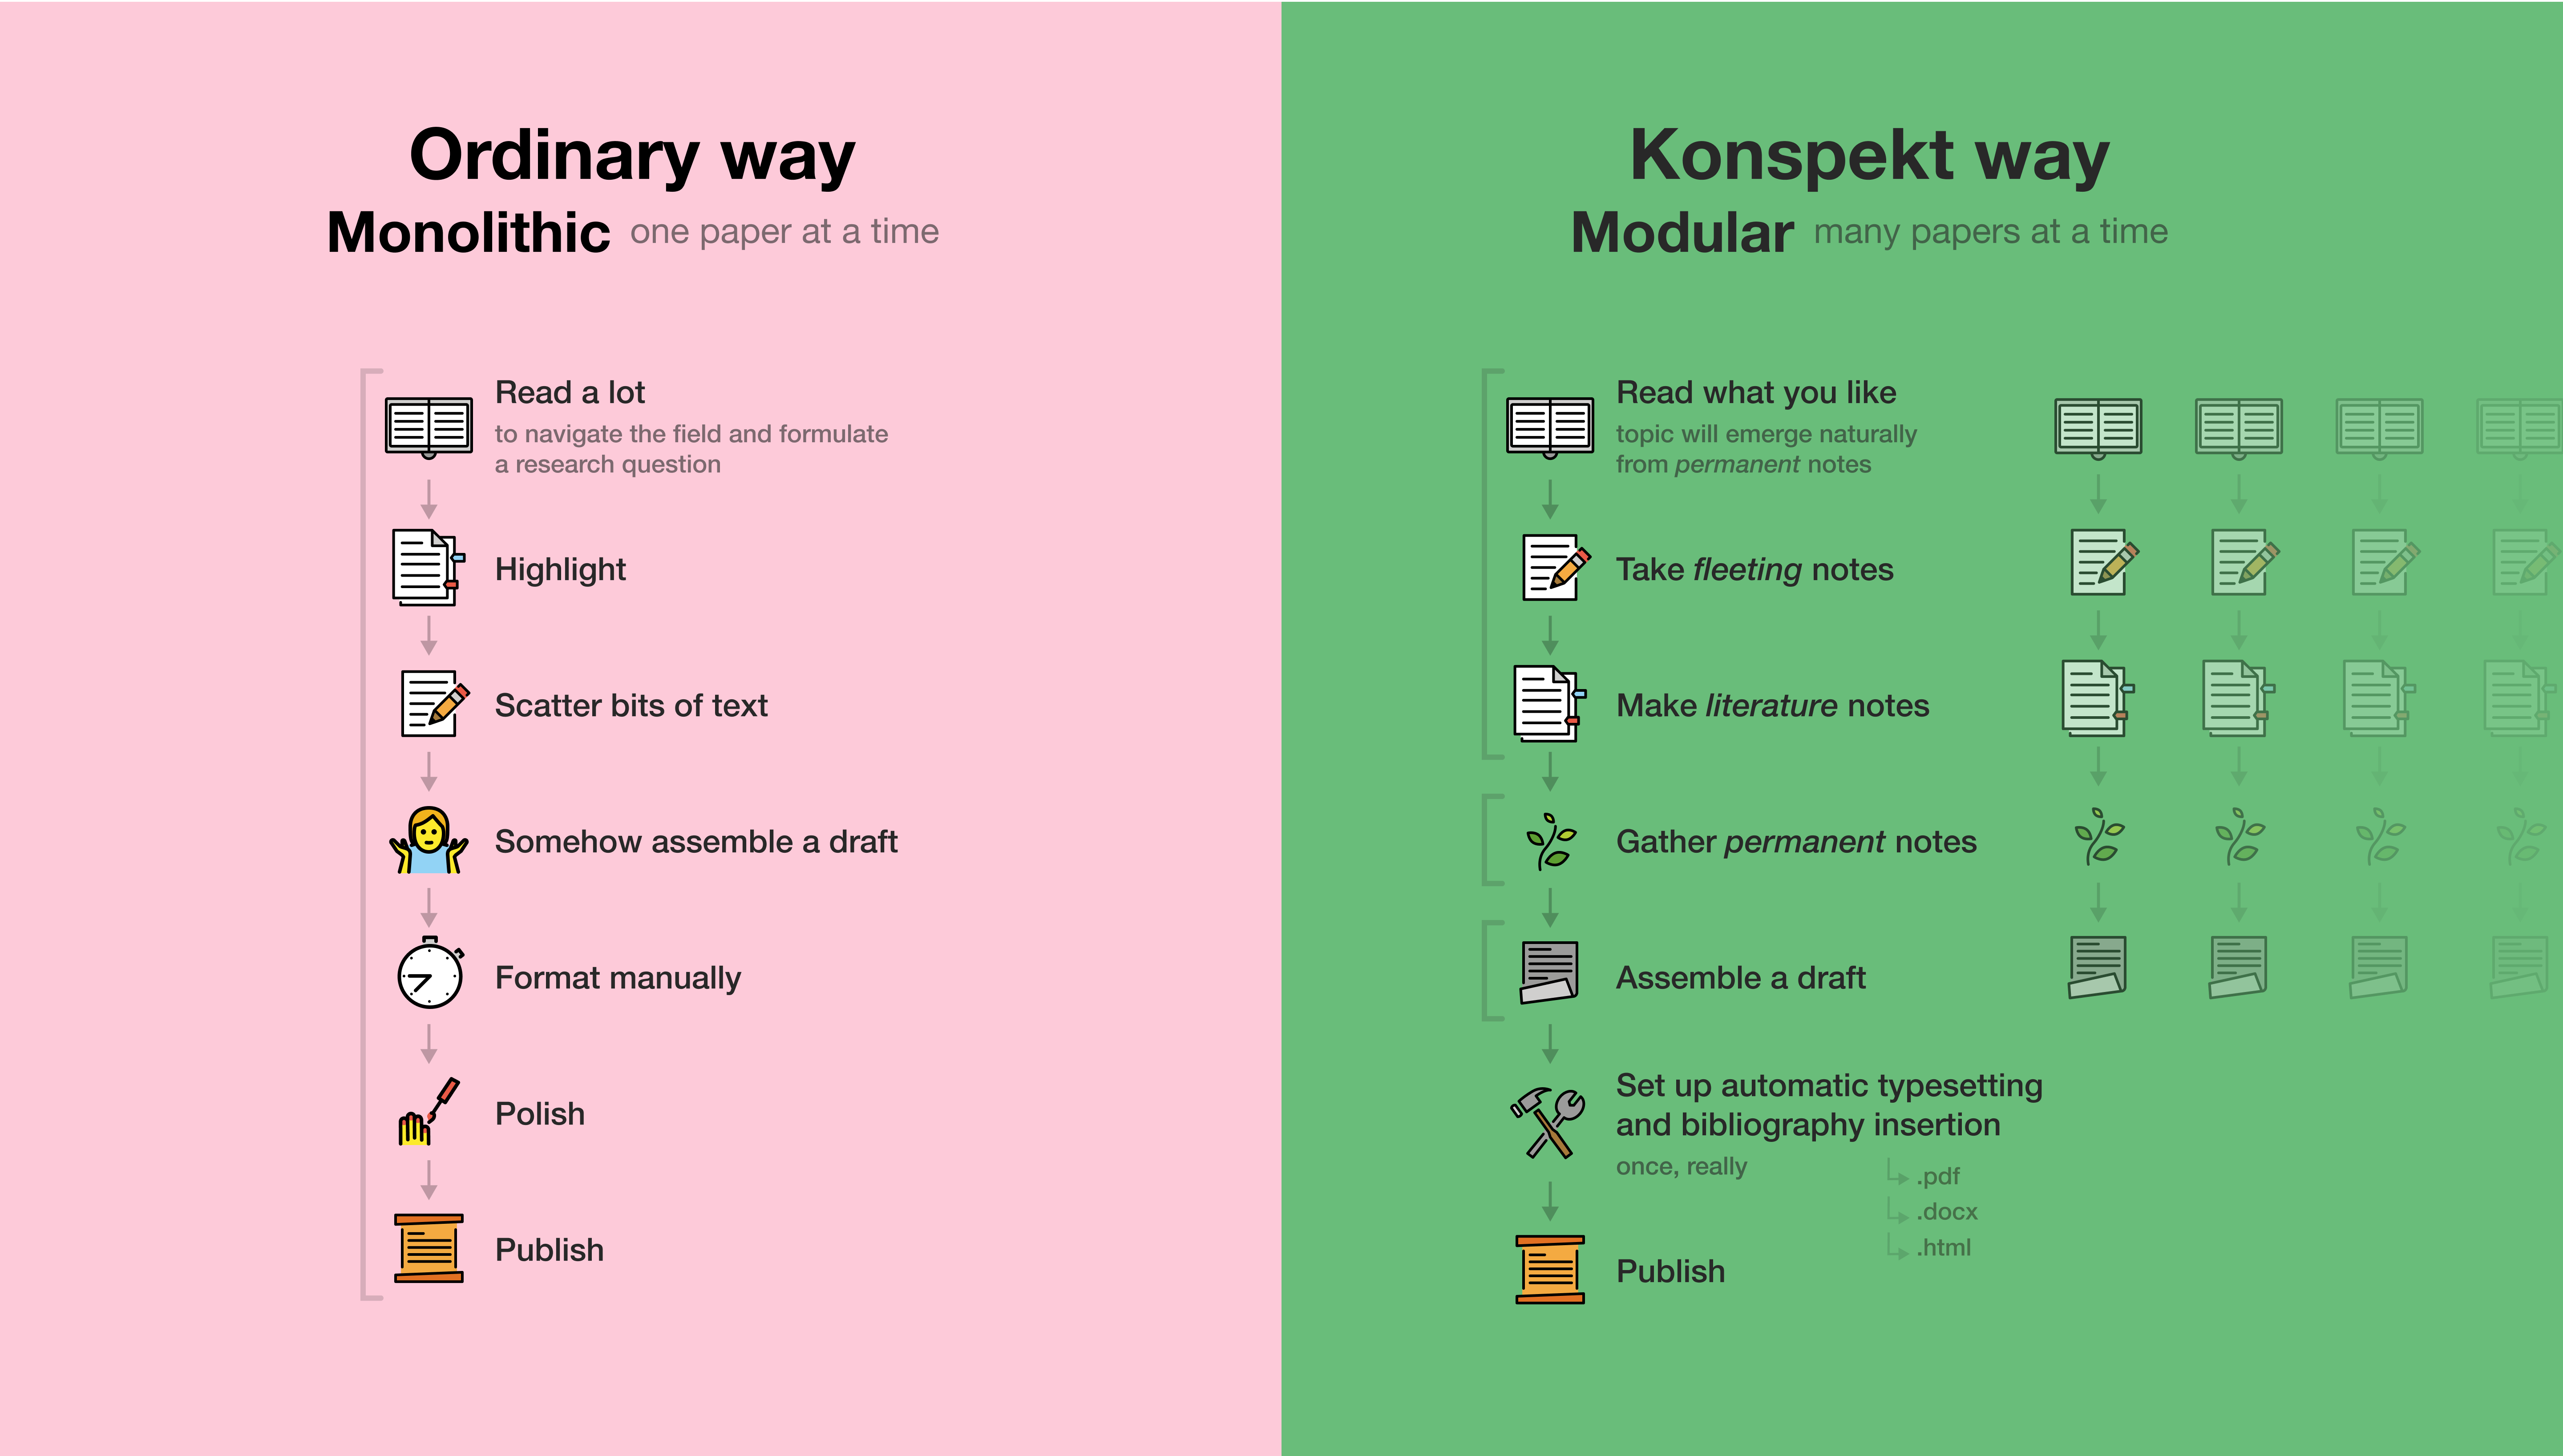 Ordinary way
Monolithic one paper at a time
Read a lot
to navigate the field and formulate
a research question
Highlight
Scatter bits of text
Somehow assemble a draft
Format manually
Polish
Publish
Konspekt way
Modular many papers at a time
Read what you like
topic will emerge naturally
from permanent notes
Take fleeting notes
Make literature notes
Gather permanent notes
Assemble a draft
Set up automatic typesetting
and bibliography insertion
once, really
.pdf
.docx
.html
Publish